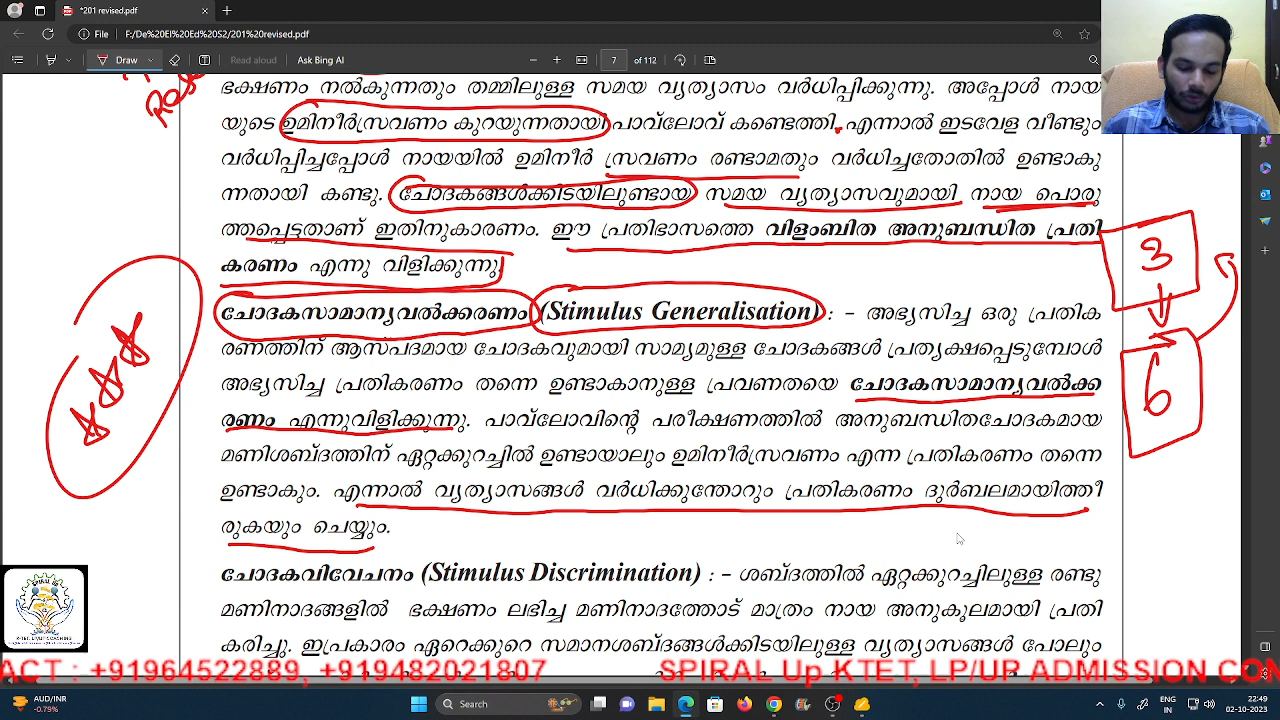 *201 revised.pdf
File F:/De%20El%20Ed%20S2/201%20revised.pdf
Draw Read aloud Ask Bing AI 7 of 112
ഭക്ഷണം നൽകുന്നതും തമ്മിലുള്ള സമയ വ്യത്യാസം വർധിപ്പിക്കുന്നു. അപ്പോൾ നായ
യുടെ ഉമിനീർസ്രവണം കുറയുന്നതായി പാവ്‌ലോവ് കണ്ടെത്തി. എന്നാൽ ഇടവേള വീണ്ടും
വർധിപ്പിച്ചപ്പോൾ നായയിൽ ഉമിനീർ സ്രവണം രണ്ടാമതും വർധിച്ചതോതിൽ ഉണ്ടാകു
ന്നതായി കണ്ടു. ചോദകങ്ങൾക്കിടയിലുണ്ടായ സമയ വ്യത്യാസവുമായി നായ പൊരു
ത്തപ്പെട്ടതാണ് ഇതിനുകാരണം. ഈ പ്രതിഭാസത്തെ വിളംബിത അനുബന്ധിത പ്രതി
കരണം എന്നു വിളിക്കുന്നു.
3
ചോദകസാമാന്യവൽക്കരണം (Stimulus Generalisation) : - അഭ്യസിച്ച ഒരു പ്രതിക
രണത്തിന് ആസ്പദമായ ചോദകവുമായി സാമ്യമുള്ള ചോദകങ്ങൾ പ്രത്യക്ഷപ്പെടുമ്പോൾ
അഭ്യസിച്ച പ്രതികരണം തന്നെ ഉണ്ടാകാനുള്ള പ്രവണതയെ ചോദകസാമാന്യവൽക്ക
6
രണം എന്നുവിളിക്കുന്നു. പാവ്‌ലോവിന്റെ പരീക്ഷണത്തിൽ അനുബന്ധിതചോദകമായ
മണിശബ്ദത്തിന് ഏറ്റക്കുറച്ചിൽ ഉണ്ടായാലും ഉമിനീർസ്രവണം എന്ന പ്രതികരണം തന്നെ
ഉണ്ടാകും. എന്നാൽ വ്യത്യാസങ്ങൾ വർധിക്കുന്തോറും പ്രതികരണം ദുർബലമായിത്തീ
രുകയും ചെയ്യും.
ചോദകവിവേചനം (Stimulus Discrimination) : - ശബ്ദത്തിൽ ഏറ്റക്കുറച്ചിലുള്ള രണ്ടു
മണിനാദങ്ങളിൽ ഭക്ഷണം ലഭിച്ച മണിനാദത്തോട് മാത്രം നായ അനുകൂലമായി പ്രതി
കരിച്ചു. ഇപ്രകാരം ഏറെക്കുറെ സമാനശബ്ദങ്ങൾക്കിടയിലുള്ള വ്യത്യാസങ്ങൾ പോലും
SPIRAL UP
K-TET, LP/UP COACHING
ACT : +91964522889, +919482021807 SPIRAL Up KTET, LP/UR ADMISSION CON
AUD/INR
-0.79%
Search
ENG
IN
22:49
02-10-2023